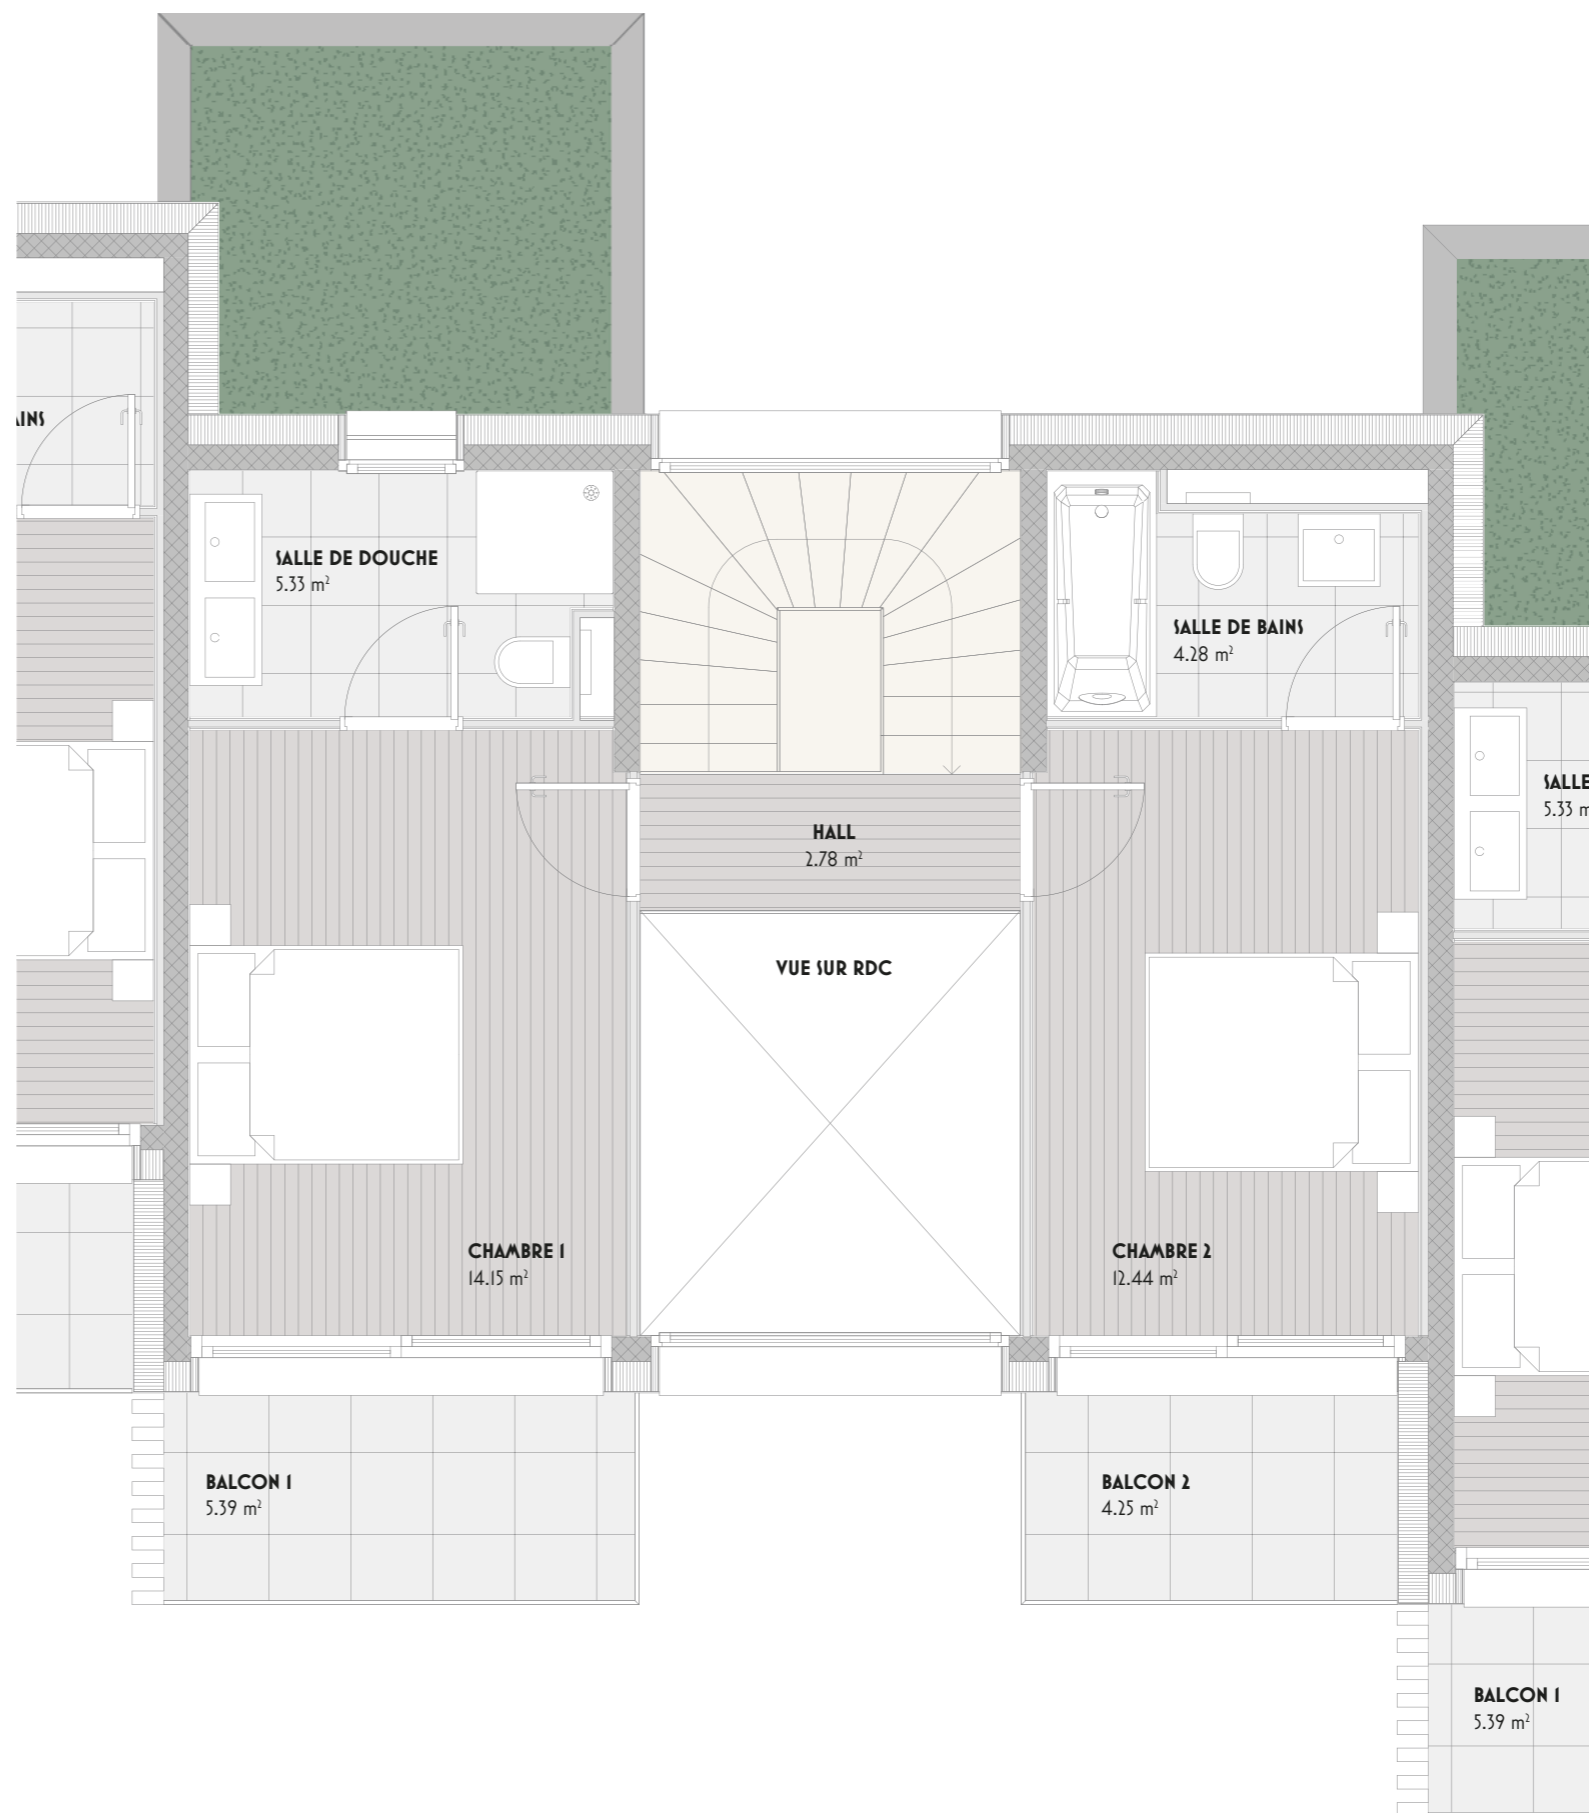 AINS
SALLE DE DOUCHE
5.33 m²
SALLE DE BAINS
4.28 m²
SALLE
5.33 m
HALL
2.78 m²
VUE SUR RDC
CHAMBRE 1
14.15 m²
CHAMBRE 2
12.44 m²
BALCON 1
5.39 m²
BALCON 2
4.25 m²
BALCON 1
5.39 m²